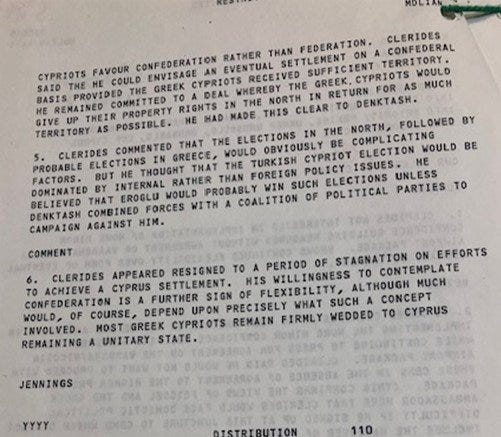 MDLIAN
CYPRIOTS FAVOUR CONFEDERATION RATHER THAN FEDERATION. CLERIDES
SAID THE HE COULD ENVISAGE AN EVENTUAL SETTLEMENT ON A CONFEDERAL
BASIS PROVIDED THE GREEK CYPRIOTS RECEIVED SUFFICIENT TERRITORY.
HE REMAINED COMMITTED TO A DEAL WHEREBY THE GREEK CYPRIOTS WOULD
GIVE UP THEIR PROPERTY RIGHTS IN THE NORTH IN RETURN FOR AS MUCH
TERRITORY AS POSSIBLE. HE HAD MADE THIS CLEAR TO DENKTASH.
5. CLERIDES COMMENTED THAT THE ELECTIONS IN THE NORTH, FOLLOWED BY
PROBABLE ELECTIONS IN GREECE, WOULD OBVIOUSLY BE COMPLICATING
FACTORS. BUT HE THOUGHT THAT THE TURKISH CYPRIOT ELECTION WOULD BE
DOMINATED BY INTERNAL RATHER THAN FOREIGN POLICY ISSUES. HE
BELIEVED THAT EROGLU WOULD PROBABLY WIN SUCH ELECTIONS UNLESS
DENKTASH COMBINED FORCES WITH A COALITION OF POLITICAL PARTIES TO
CAMPAIGN AGAINST HIM.
COMMENT
6. CLERIDES APPEARED RESIGNED TO A PERIOD OF STAGNATION ON EFFORTS
TO ACHIEVE A CYPRUS SETTLEMENT. HIS WILLINGNESS TO CONTEMPLATE
CONFEDERATION IS A FURTHER SIGN OF FLEXIBILITY, ALTHOUGH MUCH
WOULD, OF COURSE, DEPEND UPON PRECISELY WHAT SUCH A CONCEPT
INVOLVED. MOST GREEK CYPRIOTS REMAIN FIRMLY WEDDED TO CYPRUS
REMAINING A UNITARY STATE.
JENNINGS
YYYY
DISTRIBUTION 110